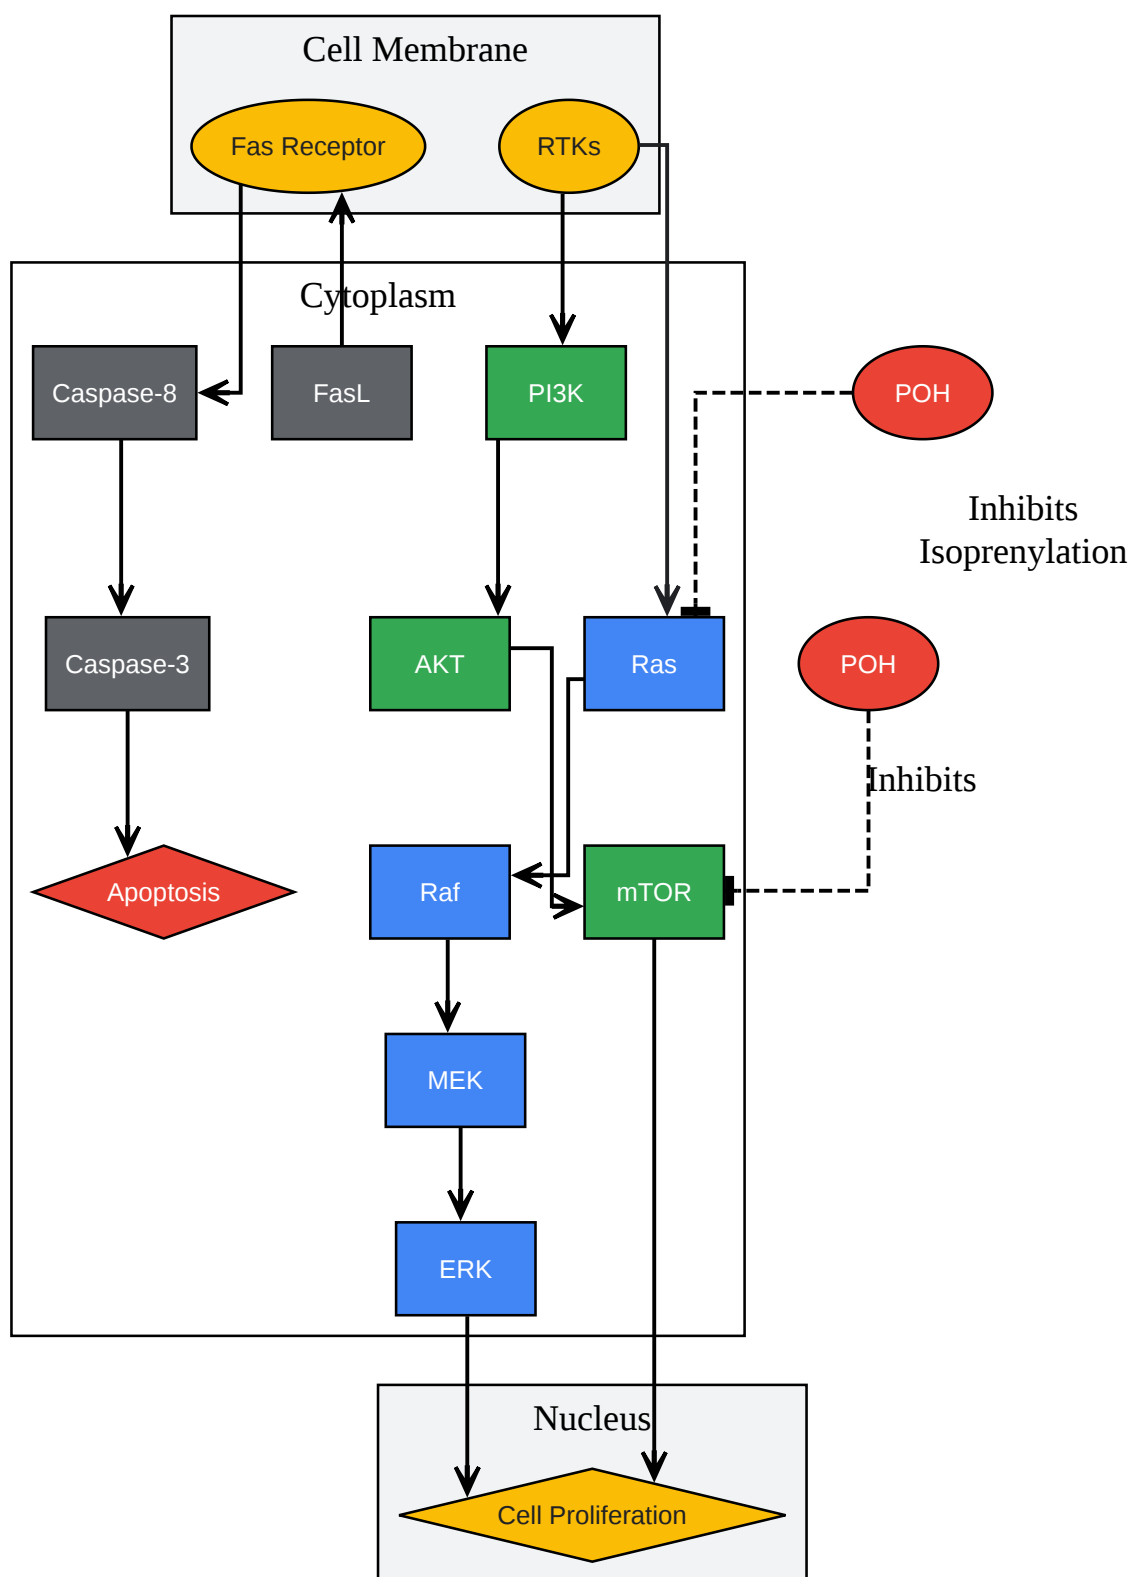 Cell Membrane
Fas Receptor
RTKs
Cytoplasm
Caspase-8
FasL
PI3K
POH
Inhibits
Isoprenylation
Caspase-3
AKT
Ras
POH
Inhibits
Apoptosis
Raf
mTOR
MEK
ERK
Nucleus
Cell Proliferation